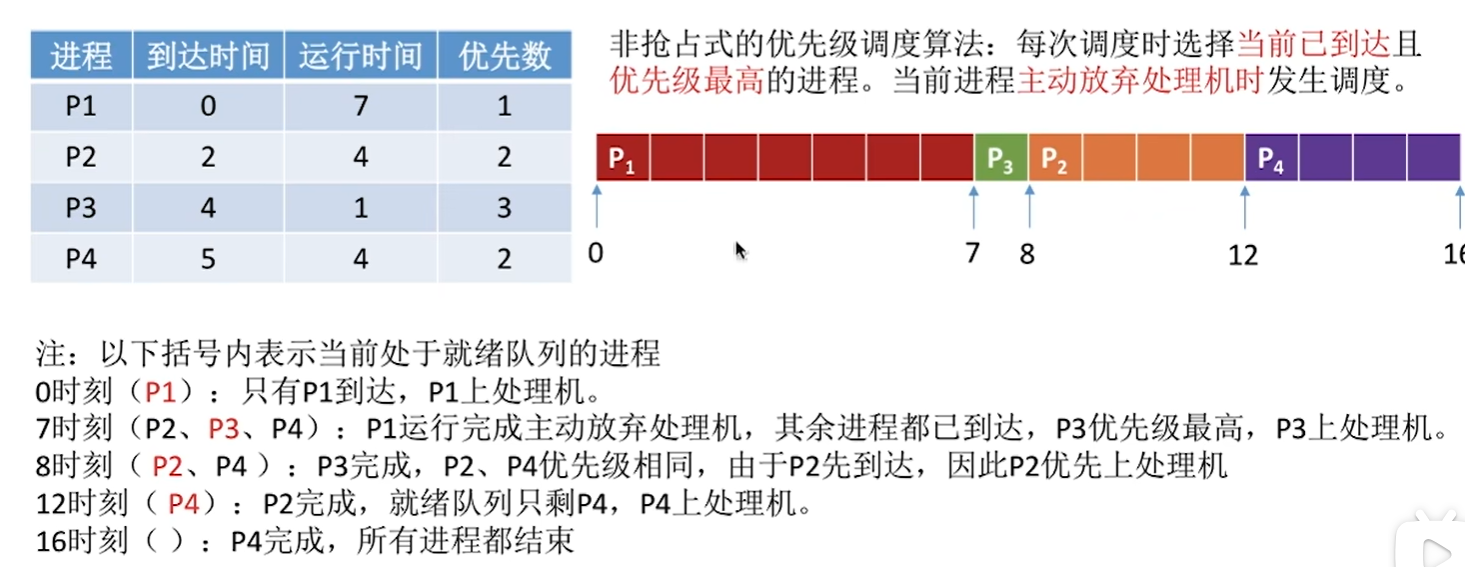 进程 到达时间 运行时间 优先数
P1 0 7 1
P2 2 4 2
P3 4 1 3
P4 5 4 2
非抢占式的优先级调度算法：每次调度时选择当前已到达且
优先级最高的进程。当前进程主动放弃处理机时发生调度。
P1 P3 P2 P4
0 7 8 12 16
注：以下括号内表示当前处于就绪队列的进程
0时刻（P1）：只有P1到达，P1上处理机。
7时刻（P2、P3、P4）：P1运行完成主动放弃处理机，其余进程都已到达，P3优先级最高，P3上处理机。
8时刻（ P2、P4 ）：P3完成，P2、P4优先级相同，由于P2先到达，因此P2优先上处理机
12时刻（ P4）：P2完成，就绪队列只剩P4，P4上处理机。
16时刻（ ）：P4完成，所有进程都结束